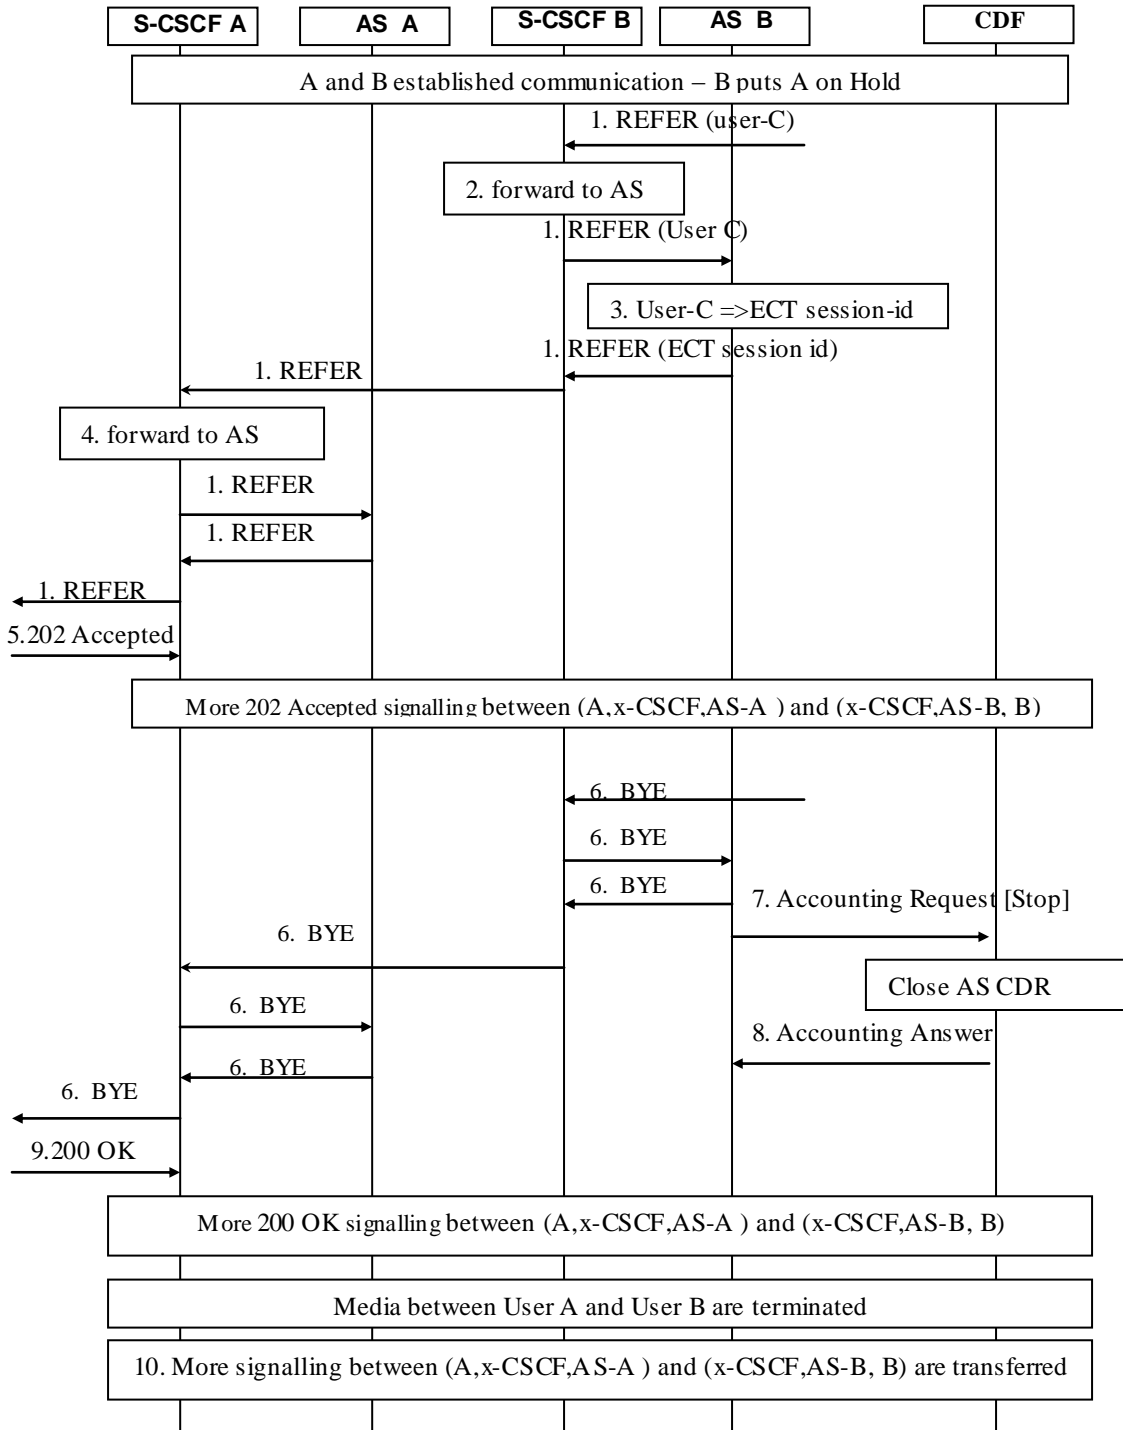 S-CSCF A
AS A
S-CSCF B
AS B
CDF
A and B established communication – B puts A on Hold
1. REFER (user-C)
2. forward to AS
1. REFER (User C)
3. User-C =>ECT session-id
1. REFER (ECT session id)
1. REFER
4. forward to AS
1. REFER
1. REFER
1. REFER
5.202 Accepted
More 202 Accepted signalling between (A,x-CSCF,AS-A ) and (x-CSCF,AS-B, B)
6. BYE
6. BYE
6. BYE
7. Accounting Request [Stop]
6. BYE
Close AS CDR
6. BYE
8. Accounting Answer
6. BYE
6. BYE
9.200 OK
More 200 OK signalling between (A,x-CSCF,AS-A ) and (x-CSCF,AS-B, B)
Media between User A and User B are terminated
10. More signalling between (A,x-CSCF,AS-A ) and (x-CSCF,AS-B, B) are transferred